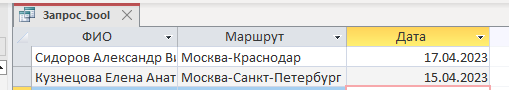 Запрос_bool
ФИО Маршрут Дата
Сидоров Александр Ви Москва-Краснодар 17.04.2023
Кузнецова Елена Анат Москва-Санкт-Петербург 15.04.2023